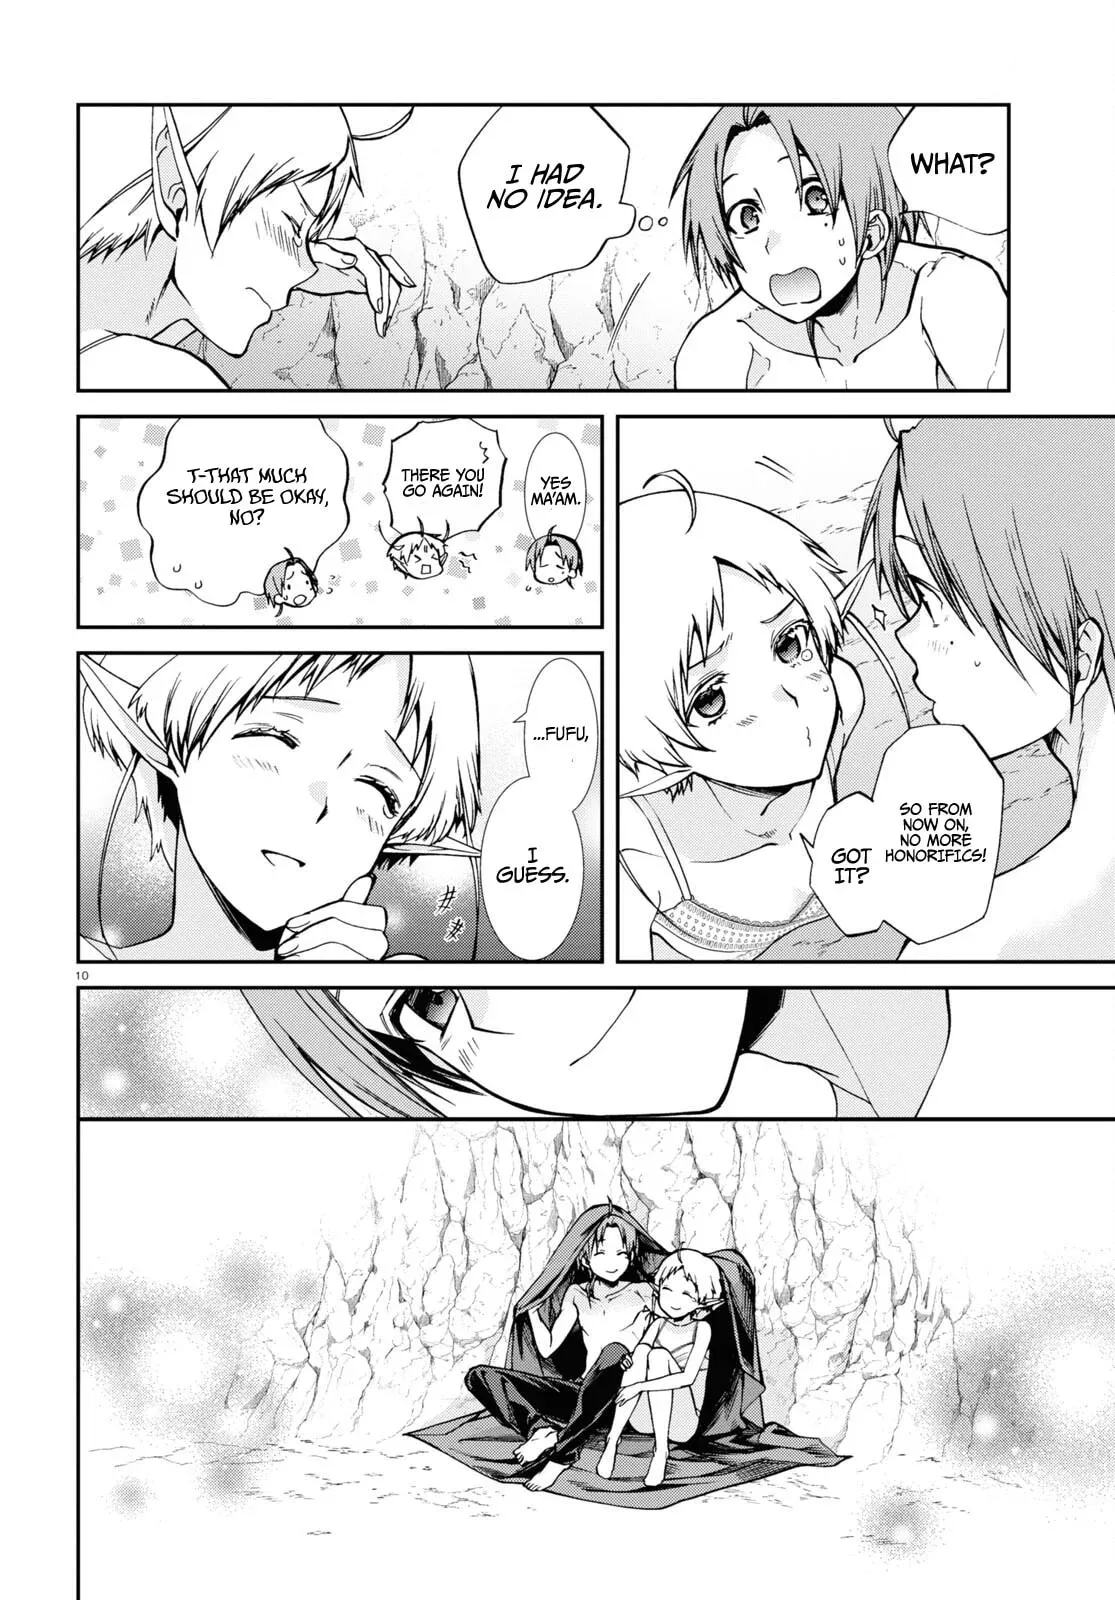 WHAT?
I HAD
NO IDEA.
SO FROM
NOW ON,
NO MORE
HONORIFICS!
GOT
IT?
YES
MA'AM.
THERE YOU
GO AGAIN!
T-THAT MUCH
SHOULD BE OKAY,
NO?
...FUFU,
I
GUESS.
10